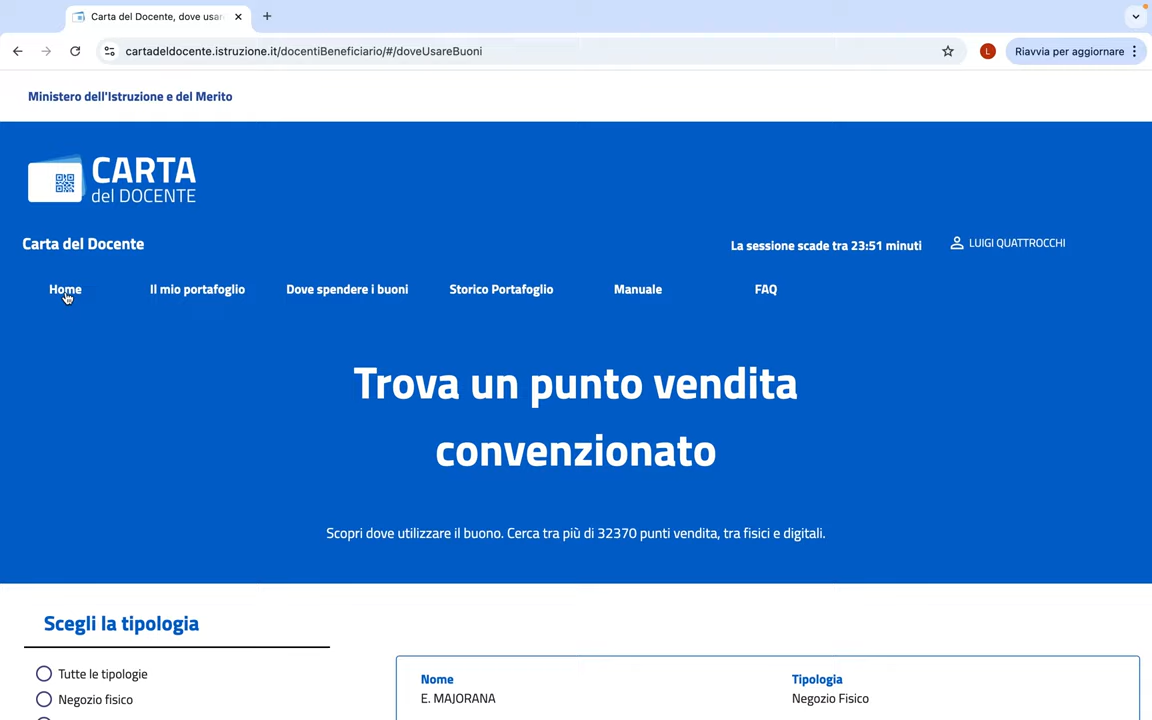 Carta del Docente, dove usar
cartadeldocente.istruzione.it/docentiBeneficiario/#/doveUsareBuoni
L
Riavvia per aggiornare
Ministero dell'Istruzione e del Merito
CARTA
del DOCENTE
Carta del Docente
La sessione scade tra 23:51 minuti
LUIGI QUATTROCCHI
Home
Il mio portafoglio
Dove spendere i buoni
Storico Portafoglio
Manuale
FAQ
Trova un punto vendita
convenzionato
Scopri dove utilizzare il buono. Cerca tra più di 32370 punti vendita, tra fisici e digitali.
Scegli la tipologia
Tutte le tipologie
Negozio fisico
Nome
E. MAJORANA
Tipologia
Negozio Fisico